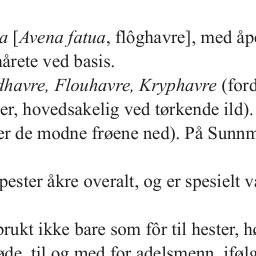 a [Avena fatua, flôghavre], med åpe
årete ved basis.
dhavre, Flouhavre, Kryphavre (ford
er, hovedsakelig ved tørkende ild).
er de modne frøene ned). På Sunnm
pester åkre overalt, og er spesielt va
brukt ikke bare som fôr til hester, hø
øde, til og med for adelsmenn, ifølg